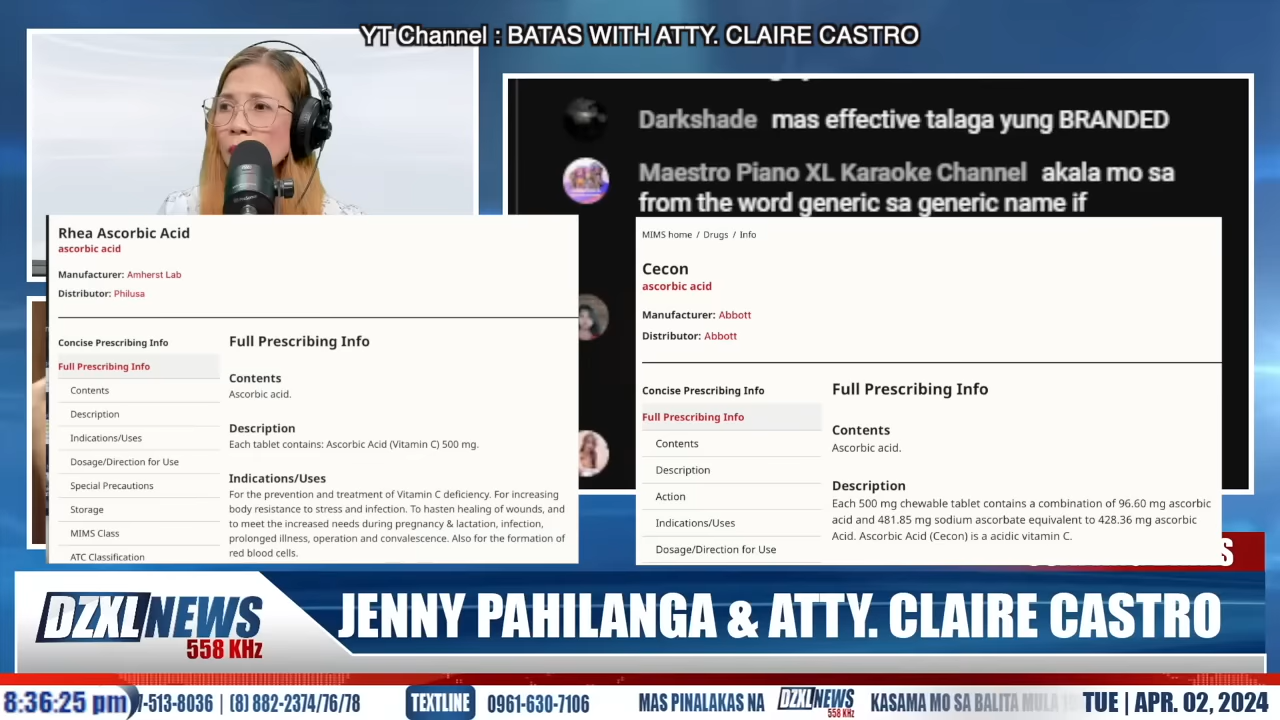 YT Channel : BATAS WITH ATTY. CLAIRE CASTRO
Darkshade mas effective talaga yung BRANDED
Maestro Piano XL Karaoke Channel akala mo sa
from the word generic sa generic name if
Rhea Ascorbic Acid
ascorbic acid
Manufacturer: Amherst Lab
Distributor: Philusa
Concise Prescribing Info
Full Prescribing Info
Contents
Description
Indications/Uses
Dosage/Direction for Use
Special Precautions
Storage
MIMS Class
ATC Classification
Full Prescribing Info
Contents
Ascorbic acid.
Description
Each tablet contains: Ascorbic Acid (Vitamin C) 500 mg.
Indications/Uses
For the prevention and treatment of Vitamin C deficiency. For increasing
body resistance to stress and infection. To hasten healing of wounds, and
to meet the increased needs during pregnancy & lactation, infection,
prolonged illness, operation and convalescence. Also for the formation of
red blood cells.
MIMS home / Drugs / Info
Cecon
ascorbic acid
Manufacturer: Abbott
Distributor: Abbott
Concise Prescribing Info
Full Prescribing Info
Contents
Description
Action
Indications/Uses
Dosage/Direction for Use
Full Prescribing Info
Contents
Ascorbic acid.
Description
Each 500 mg chewable tablet contains a combination of 96.60 mg ascorbic
acid and 481.85 mg sodium ascorbate equivalent to 428.36 mg ascorbic
Acid. Ascorbic Acid (Cecon) is a acidic vitamin C.
DZXL NEWS
558 KHz
JENNY PAHILANGA & ATTY. CLAIRE CASTRO
8:36:25 pm 7-513-8036 | (8) 882-2374/76/78 TEXTLINE 0961-630-7106 MAS PINALAKAS NA DZXL NEWS 558 KHz KASAMA MO SA BALITA MULA TUE | APR. 02, 2024